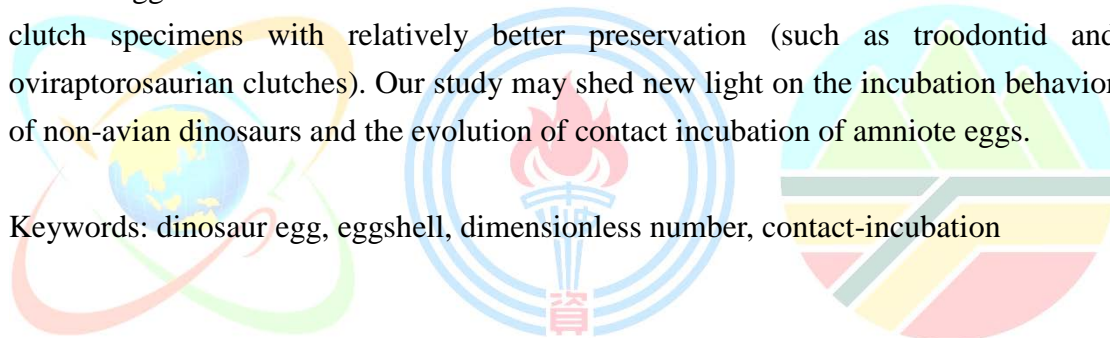 clutch specimens with relatively better preservation (such as troodontid and
oviraptorosaurian clutches). Our study may shed new light on the incubation behavior
of non-avian dinosaurs and the evolution of contact incubation of amniote eggs.
Keywords: dinosaur egg, eggshell, dimensionless number, contact-incubation
資